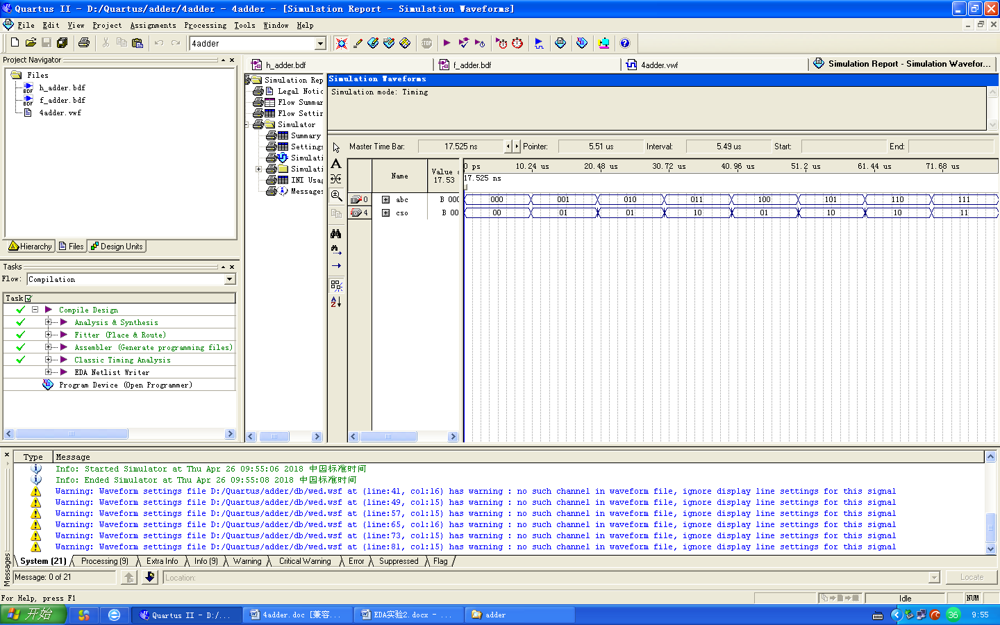 Quartus II - D:/Quartus/adder/4adder - 4adder - [Simulation Report - Simulation Waveforms]
File Edit View Project Assignments Processing Tools Window Help
4adder
Project Navigator
Files
h_adder.bdf
f_adder.bdf
4adder.vwf
Hierarchy Files Design Units
Tasks
Flow: Compilation
Task
Compile Design
Analysis & Synthesis
Fitter (Place & Route)
Assembler (Generate programming files)
Classic Timing Analysis
EDA Netlist Writer
Program Device (Open Programmer)
h_adder.bdf f_adder.bdf 4adder.vwf Simulation Report - Simulation Wavefor...
Simulation Rep
Legal Notic
Flow Summar
Flow Settin
Simulator
Summary
Settings
Simulati
Simulati
INI Usag
Messages
Simulation Waveforms
Simulation mode: Timing
Master Time Bar: 17.525 ns Pointer: 5.51 us Interval: 5.49 us Start: End:
Name Value a
17.53
0 ps 10.24 us 20.48 us 30.72 us 40.96 us 51.2 us 61.44 us 71.68 us
17.525 ns
0 abc B 000 000 001 010 011 100 101 110 111
4 cso B 00 00 01 01 10 01 10 10 11
Type Message
Info: Started Simulator at Thu Apr 26 09:55:06 2018 中国标准时间
Info: Ended Simulator at Thu Apr 26 09:55:08 2018 中国标准时间
Warning: Waveform settings file D:/Quartus/adder/db/wed.wsf at (line:41, col:16) has warning : no such channel in waveform file, ignore display line settings for this signal
Warning: Waveform settings file D:/Quartus/adder/db/wed.wsf at (line:49, col:15) has warning : no such channel in waveform file, ignore display line settings for this signal
Warning: Waveform settings file D:/Quartus/adder/db/wed.wsf at (line:57, col:15) has warning : no such channel in waveform file, ignore display line settings for this signal
Warning: Waveform settings file D:/Quartus/adder/db/wed.wsf at (line:65, col:16) has warning : no such channel in waveform file, ignore display line settings for this signal
Warning: Waveform settings file D:/Quartus/adder/db/wed.wsf at (line:73, col:15) has warning : no such channel in waveform file, ignore display line settings for this signal
Warning: Waveform settings file D:/Quartus/adder/db/wed.wsf at (line:81, col:15) has warning : no such channel in waveform file, ignore display line settings for this signal
System (21) Processing (9) Extra Info Info (9) Warning Critical Warning Error Suppressed Flag
Messages
Message: 0 of 21 Location: Locate
For Help, press F1 Idle NUM
开始 Quartus II - D:/... 4adder.doc [兼容... EDA实验2.docx - ... adder 36 9:55